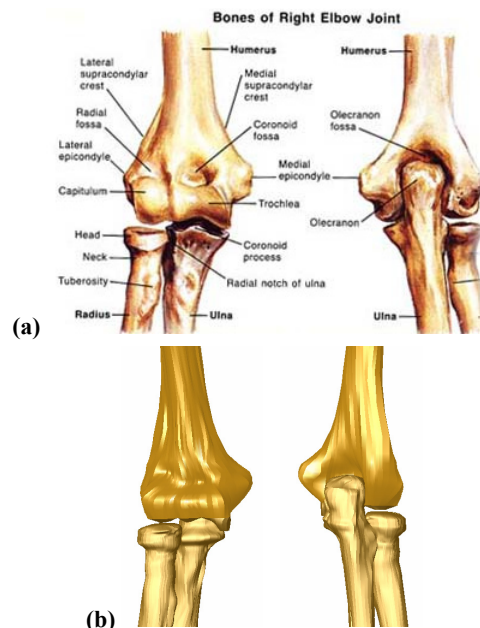 Bones of Right Elbow Joint
Humerus
Humerus
Lateral
supracondylar
crest
Medial
supracondylar
crest
Radial
fossa
Coronoid
fossa
Olecranon
fossa
Lateral
epicondyle
Medial
epicondyle
Capitulum
Trochlea
Olecranon
Head
Coronoid
process
Neck
Radial notch of ulna
Tuberosity
Radius
Ulna
Ulna
(a)
(b)